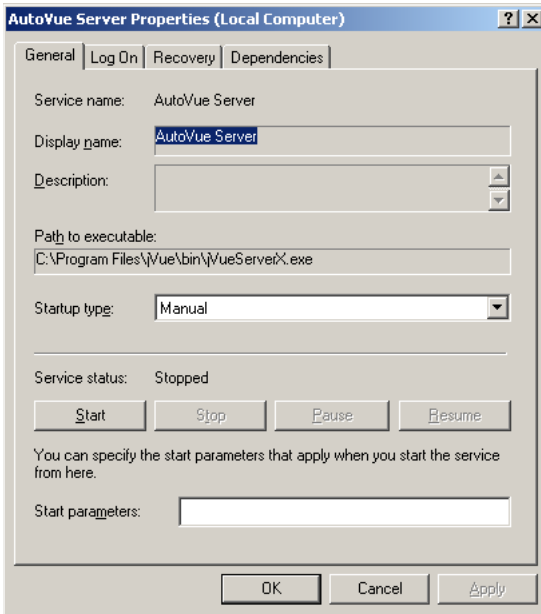 AutoVue Server Properties (Local Computer)
General Log On Recovery Dependencies
Service name: AutoVue Server
Display name: AutoVue Server
Description:
Path to executable:
C:\Program Files\jVue\bin\jVueServerX.exe
Startup type: Manual
Service status: Stopped
Start Stop Pause Resume
You can specify the start parameters that apply when you start the service
from here.
Start parameters:
OK Cancel Apply